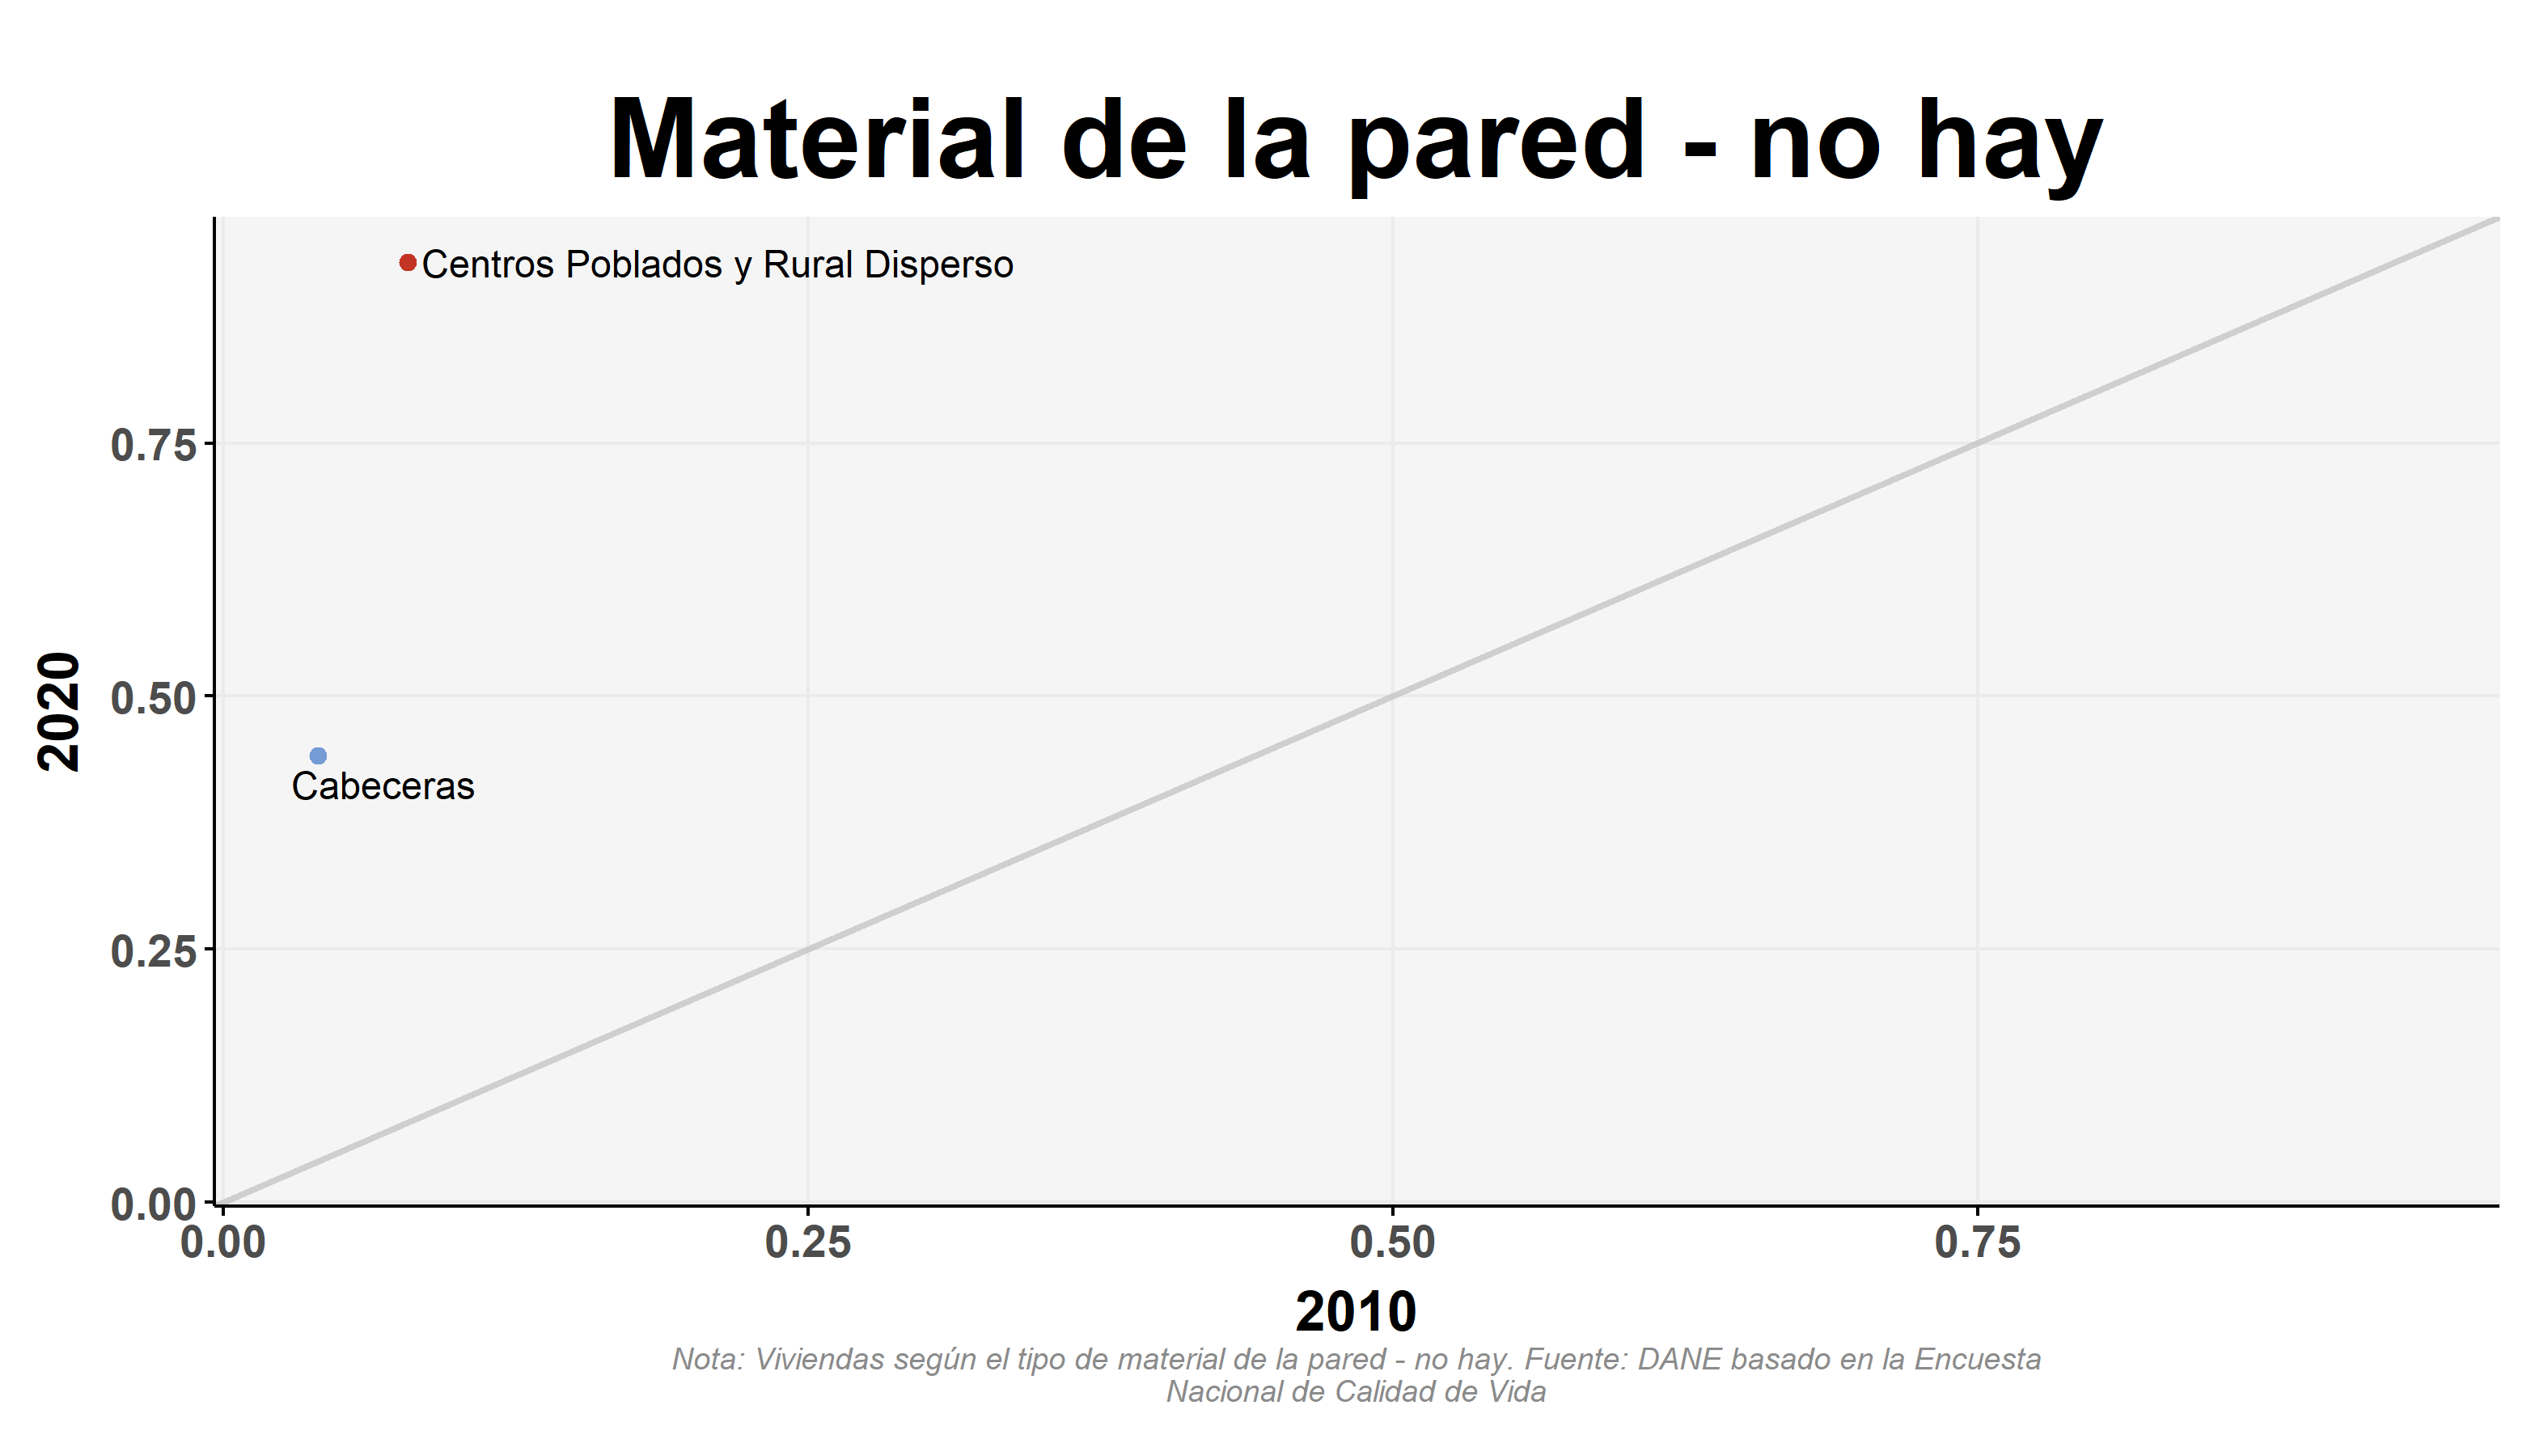 Material de la pared - no hay
Centros Poblados y Rural Disperso
0.75
2020
0.50
Cabeceras
0.25
0.00
0.00 0.25 0.50 0.75
2010
Nota: Viviendas según el tipo de material de la pared - no hay. Fuente: DANE basado en la Encuesta
Nacional de Calidad de Vida